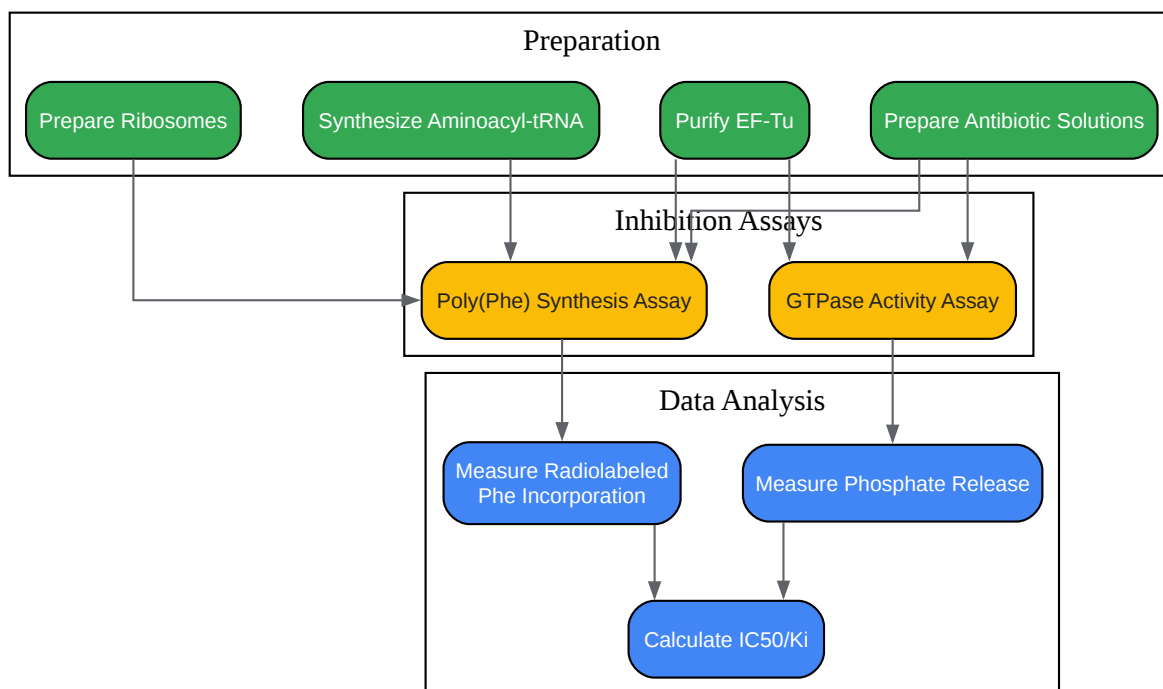 Preparation
Prepare Ribosomes
Synthesize Aminoacyl-tRNA
Purify EF-Tu
Prepare Antibiotic Solutions
Inhibition Assays
Poly(Phe) Synthesis Assay
GTPase Activity Assay
Data Analysis
Measure Radiolabeled
Phe Incorporation
Measure Phosphate Release
Calculate IC50/Ki